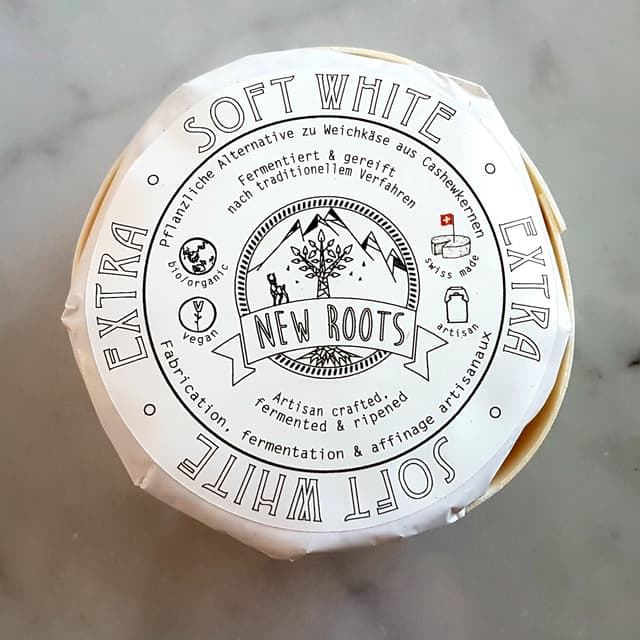 SOFT WHITE
EXTRA
SOFT WHITE
EXTRA
Pflanzliche Alternative zu Weichkäse aus Cashewkernen
Fermentiert & gereift
nach traditionellem Verfahren
bio/organic
vegan
swiss made
artisan
NEW ROOTS
Artisan crafted,
fermented & ripened
Fabrication, fermentation & affinage artisanaux